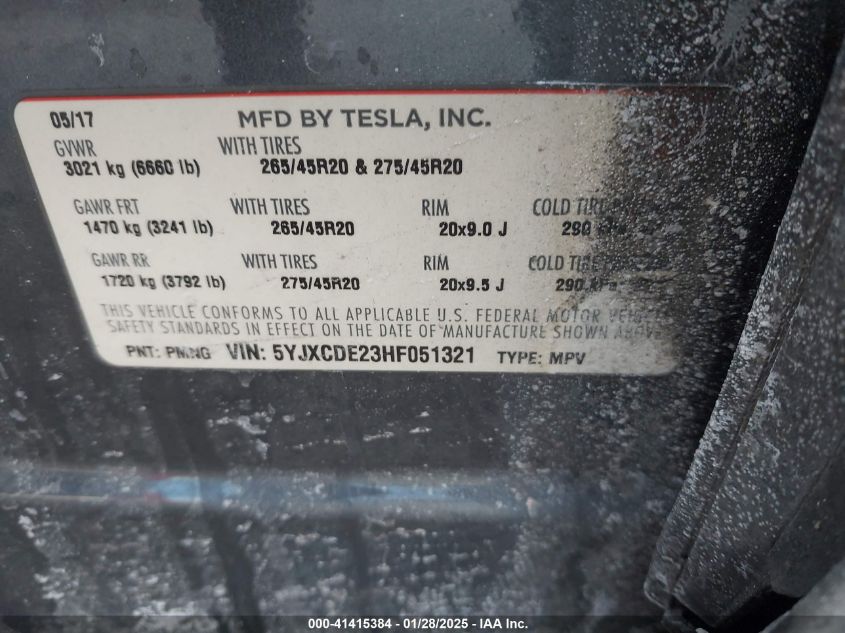 05/17 MFD BY TESLA, INC.
GVWR WITH TIRES
3021 kg (6660 lb) 265/45R20 & 275/45R20
GAWR FRT WITH TIRES RIM COLD TIRE
1470 kg (3241 lb) 265/45R20 20x9.0 J 290 kPa
GAWR RR WITH TIRES RIM COLD TIRE
1720 kg (3792 lb) 275/45R20 20x9.5 J 290 kPa
THIS VEHICLE CONFORMS TO ALL APPLICABLE U.S. FEDERAL MOTOR VEHICLE
SAFETY STANDARDS IN EFFECT ON THE DATE OF MANUFACTURE SHOWN ABOVE
PNT: PMNG VIN: 5YJXCDE23HF051321 TYPE: MPV
000-41415384 - 01/28/2025 - IAA Inc.